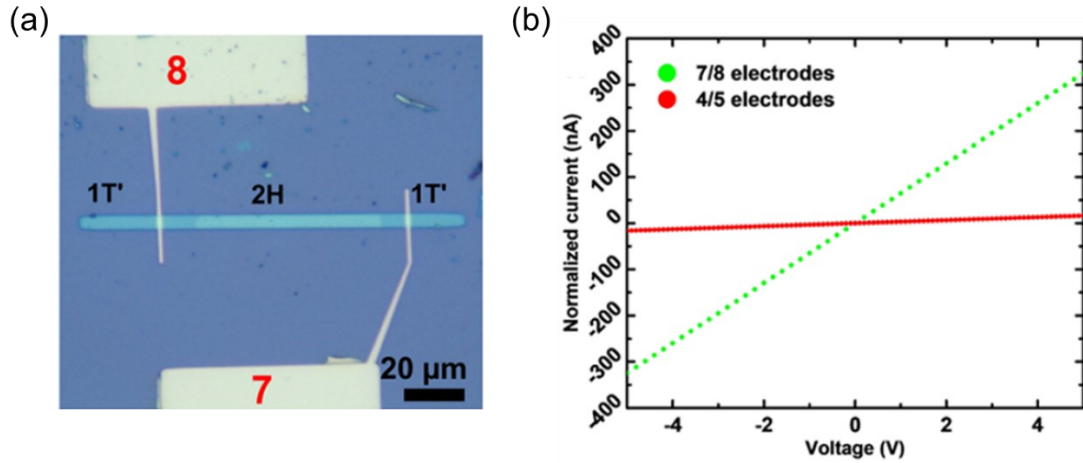 (a)
8
1T' 2H 1T'
7
20 μm
(b)
7/8 electrodes
4/5 electrodes
Normalized current (nA)
400
300
200
100
0
-100
-200
-300
-400
-4 -2 0 2 4
Voltage (V)